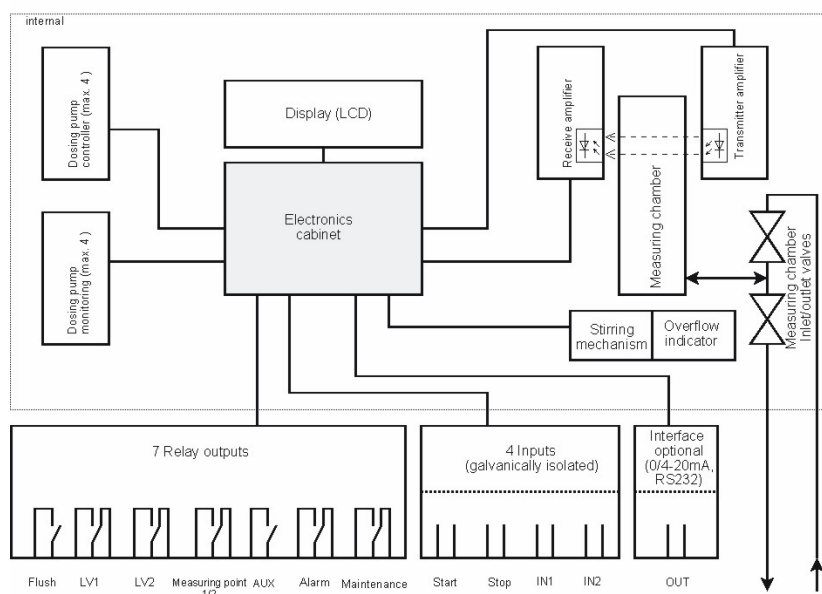 internal
Dosing pump
controller (max. 4 )
Display (LCD)
Receive amplifier
Transmitter amplifier
Measuring chamber
Electronics
cabinet
Dosing pump
monitoring (max. 4 )
Measuring chamber
Inlet/outlet valves
Stirring
mechanism
Overflow
indicator
7 Relay outputs
4 Inputs
(galvanically isolated)
Interface
optional
(0/4-20mA,
RS232)
Flush
LV1
LV2
Measuring point
1/2
AUX
Alarm
Maintenance
Start
Stop
IN1
IN2
OUT